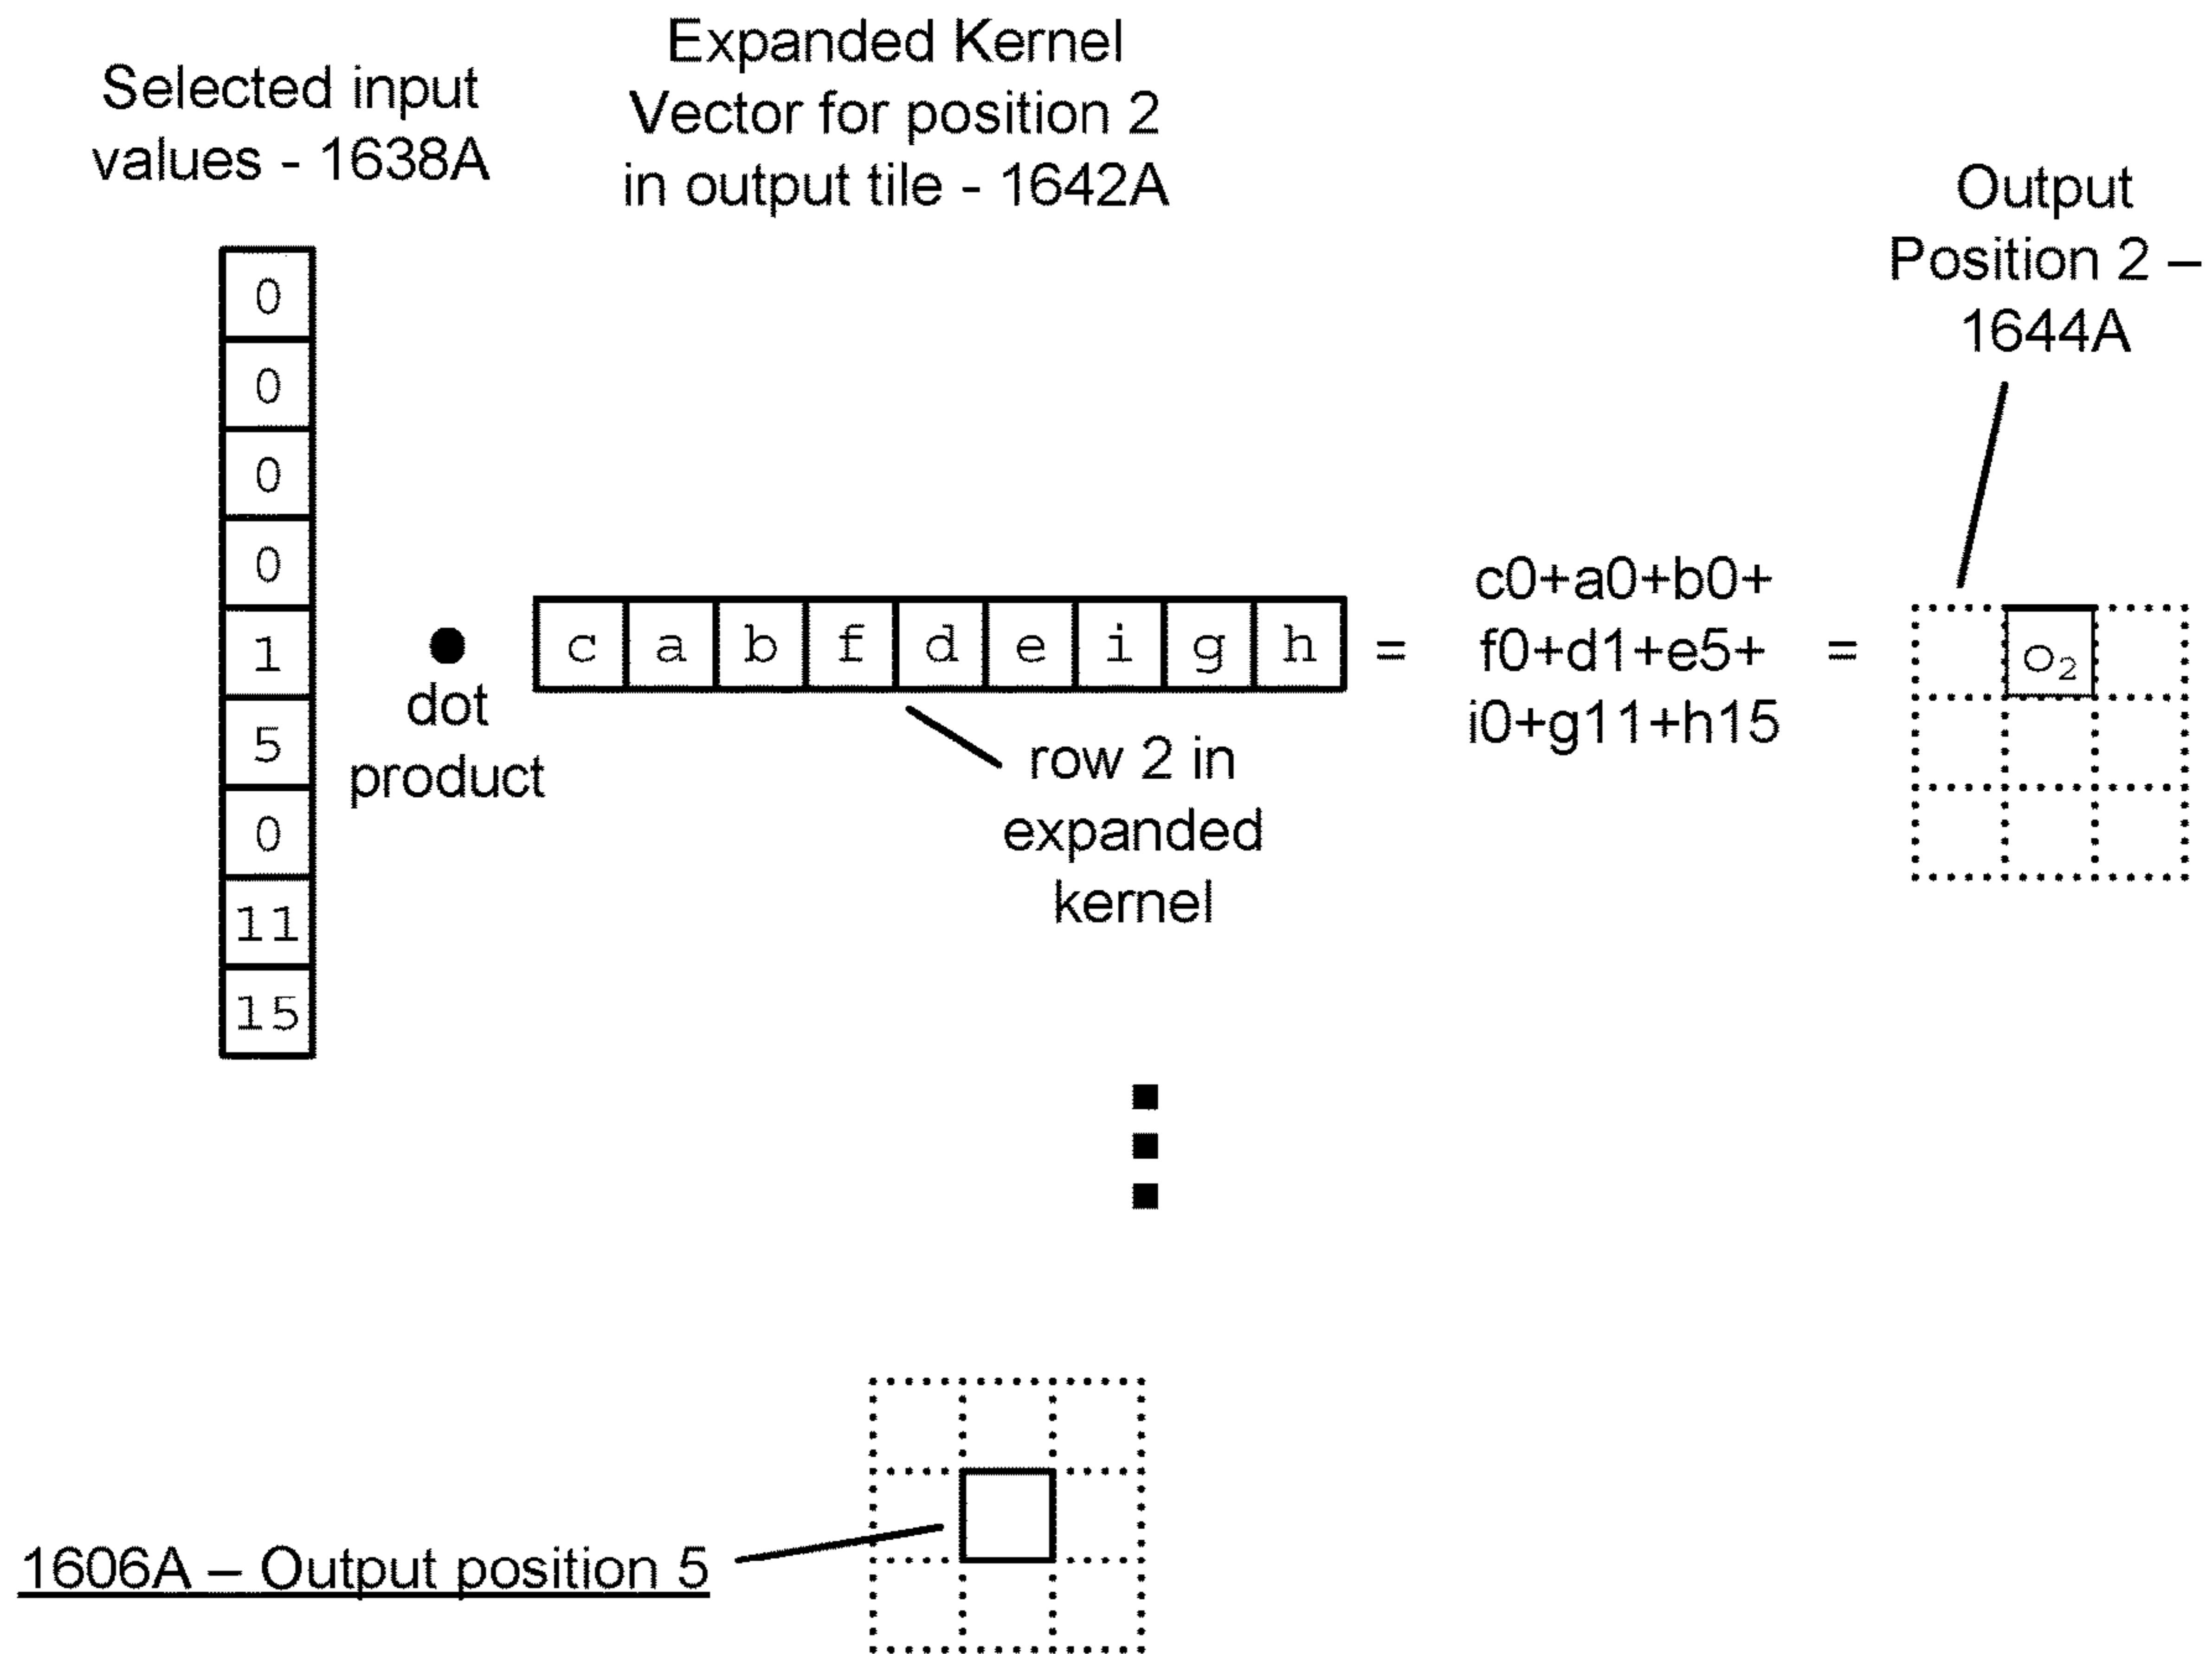 Selected input
values - 1638A
Expanded Kernel
Vector for position 2
in output tile - 1642A
Output
Position 2 –
1644A
0
0
0
0
1
5
0
11
15
dot
product
c a b f d e i g h
row 2 in
expanded
kernel
=
c0+a0+b0+
f0+d1+e5+
i0+g11+h15
=
o₂
1606A – Output position 5